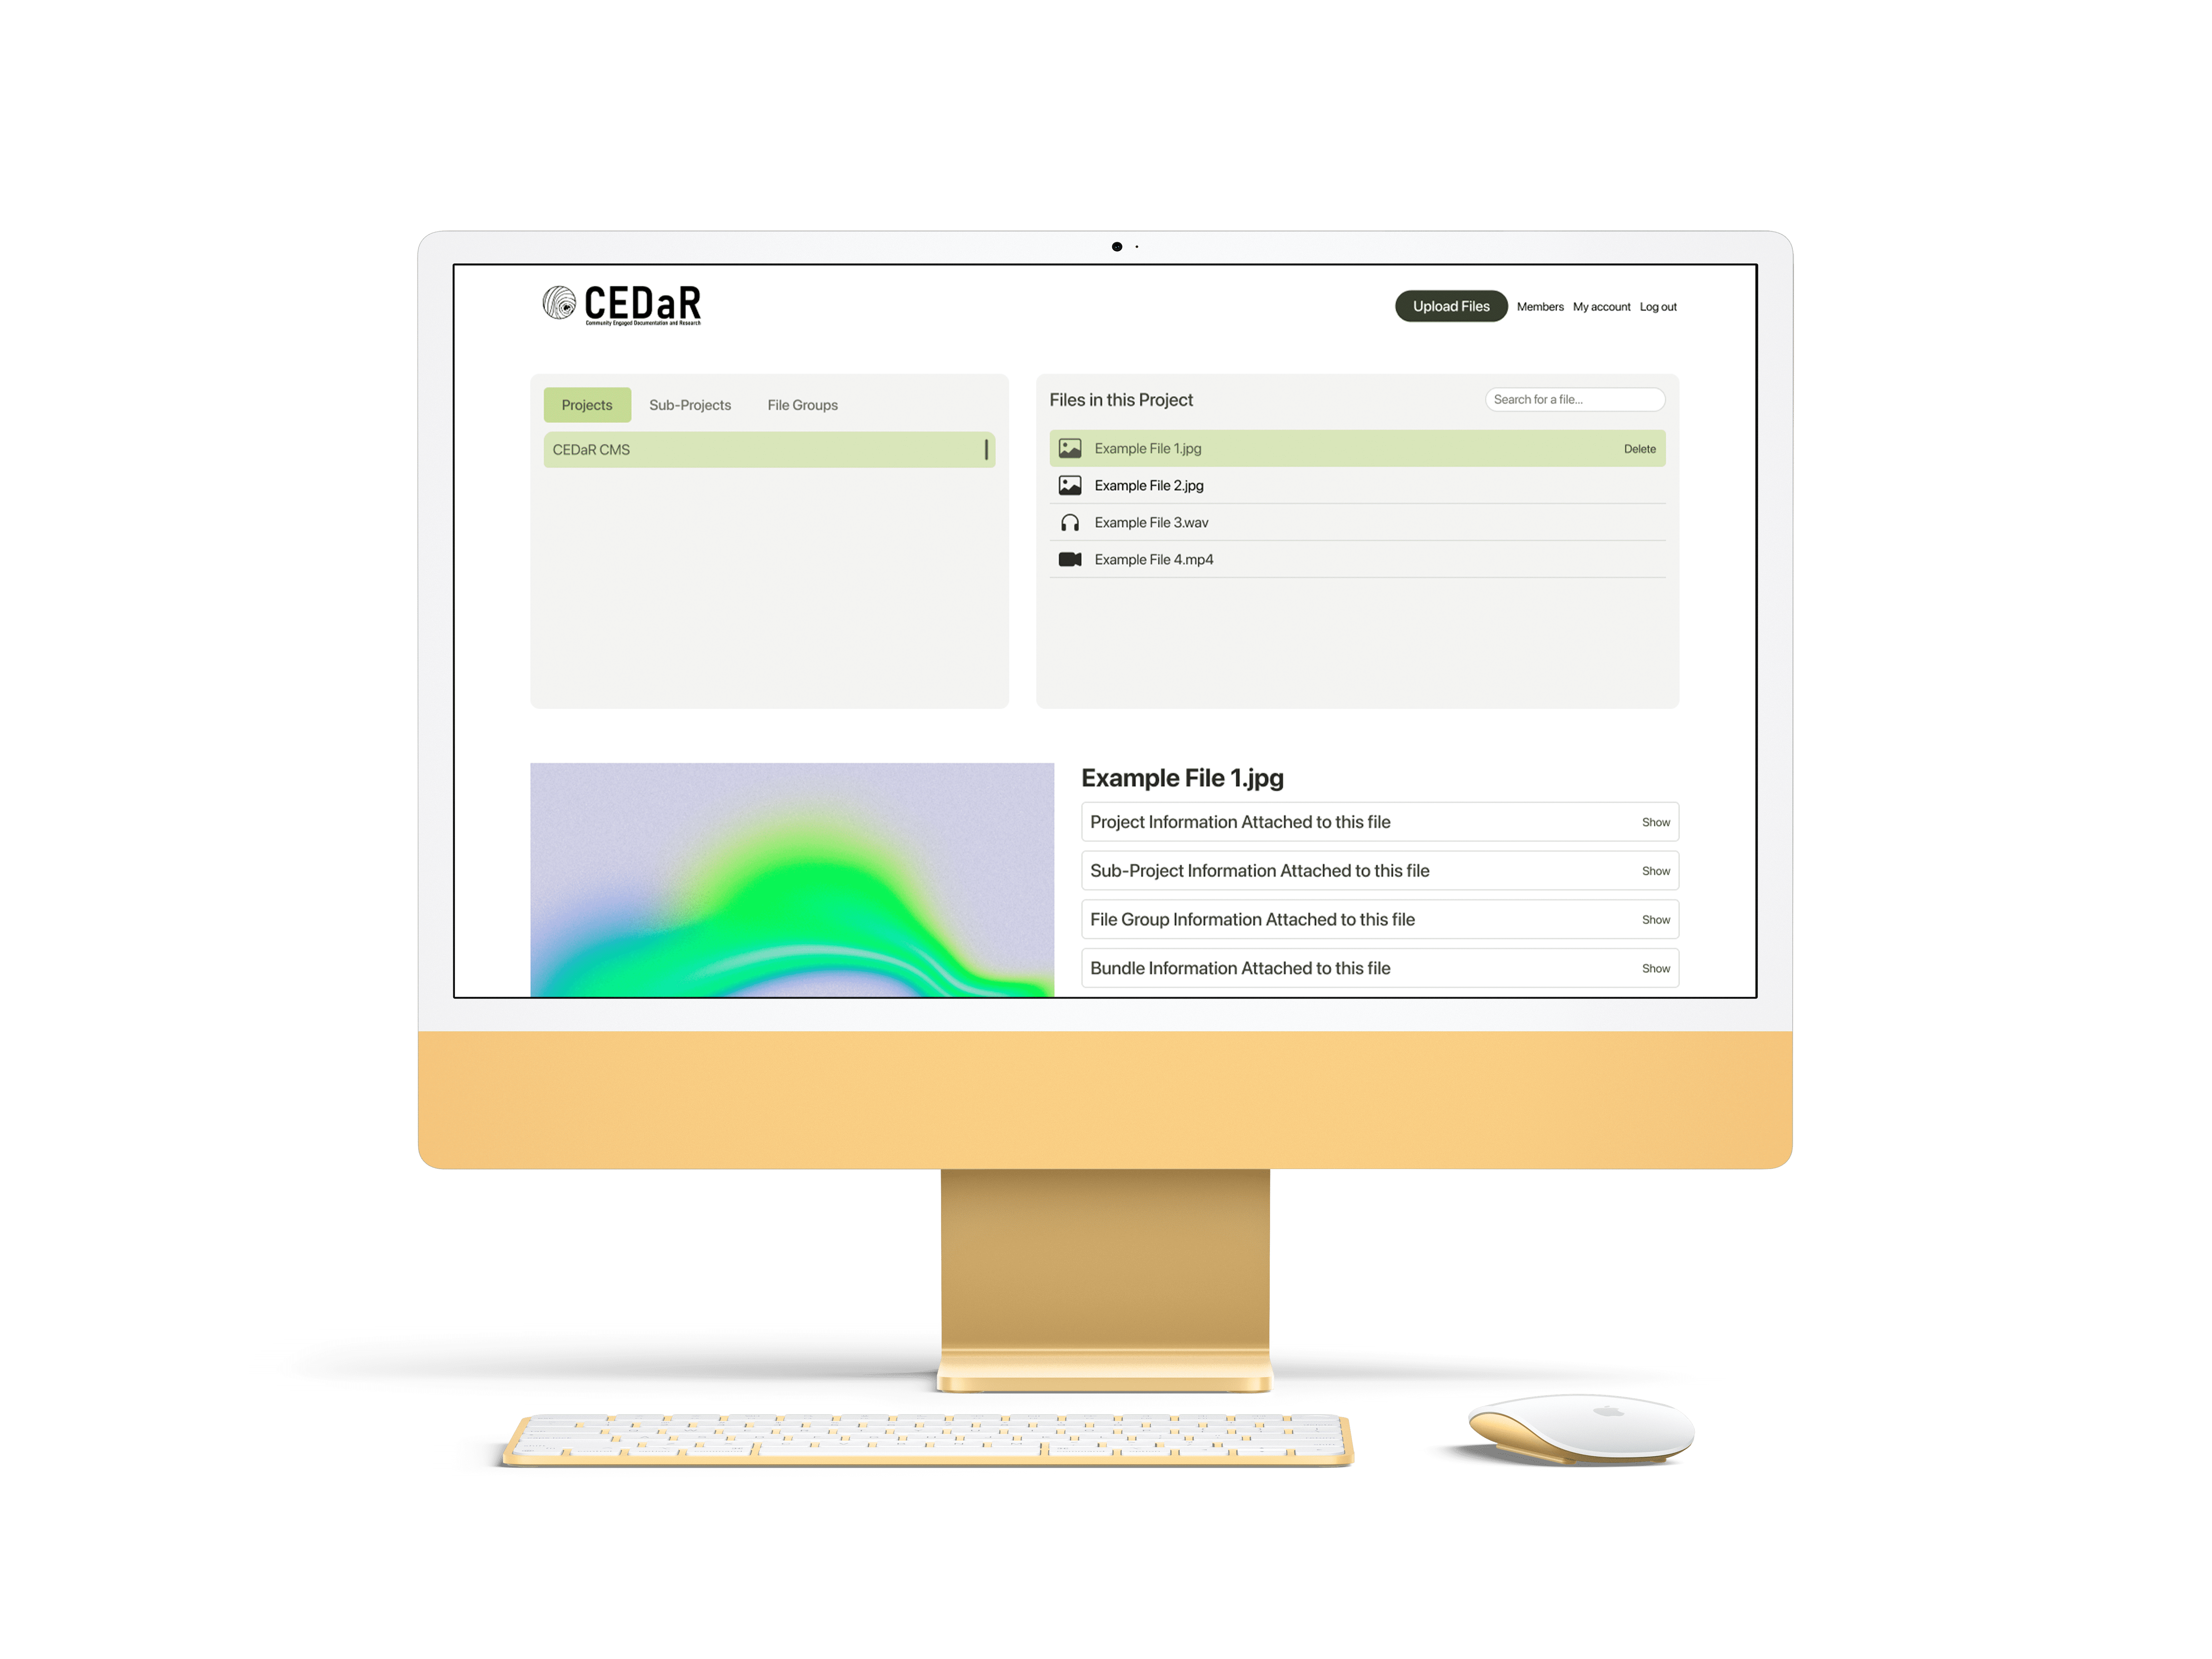 CEDaR
Community Engaged Documentation and Research
Upload Files Members My account Log out
Projects Sub-Projects File Groups
CEDaR CMS
Files in this Project
Search for a file...
Example File 1.jpg Delete
Example File 2.jpg
Example File 3.wav
Example File 4.mp4
Example File 1.jpg
Project Information Attached to this file Show
Sub-Project Information Attached to this file Show
File Group Information Attached to this file Show
Bundle Information Attached to this file Show